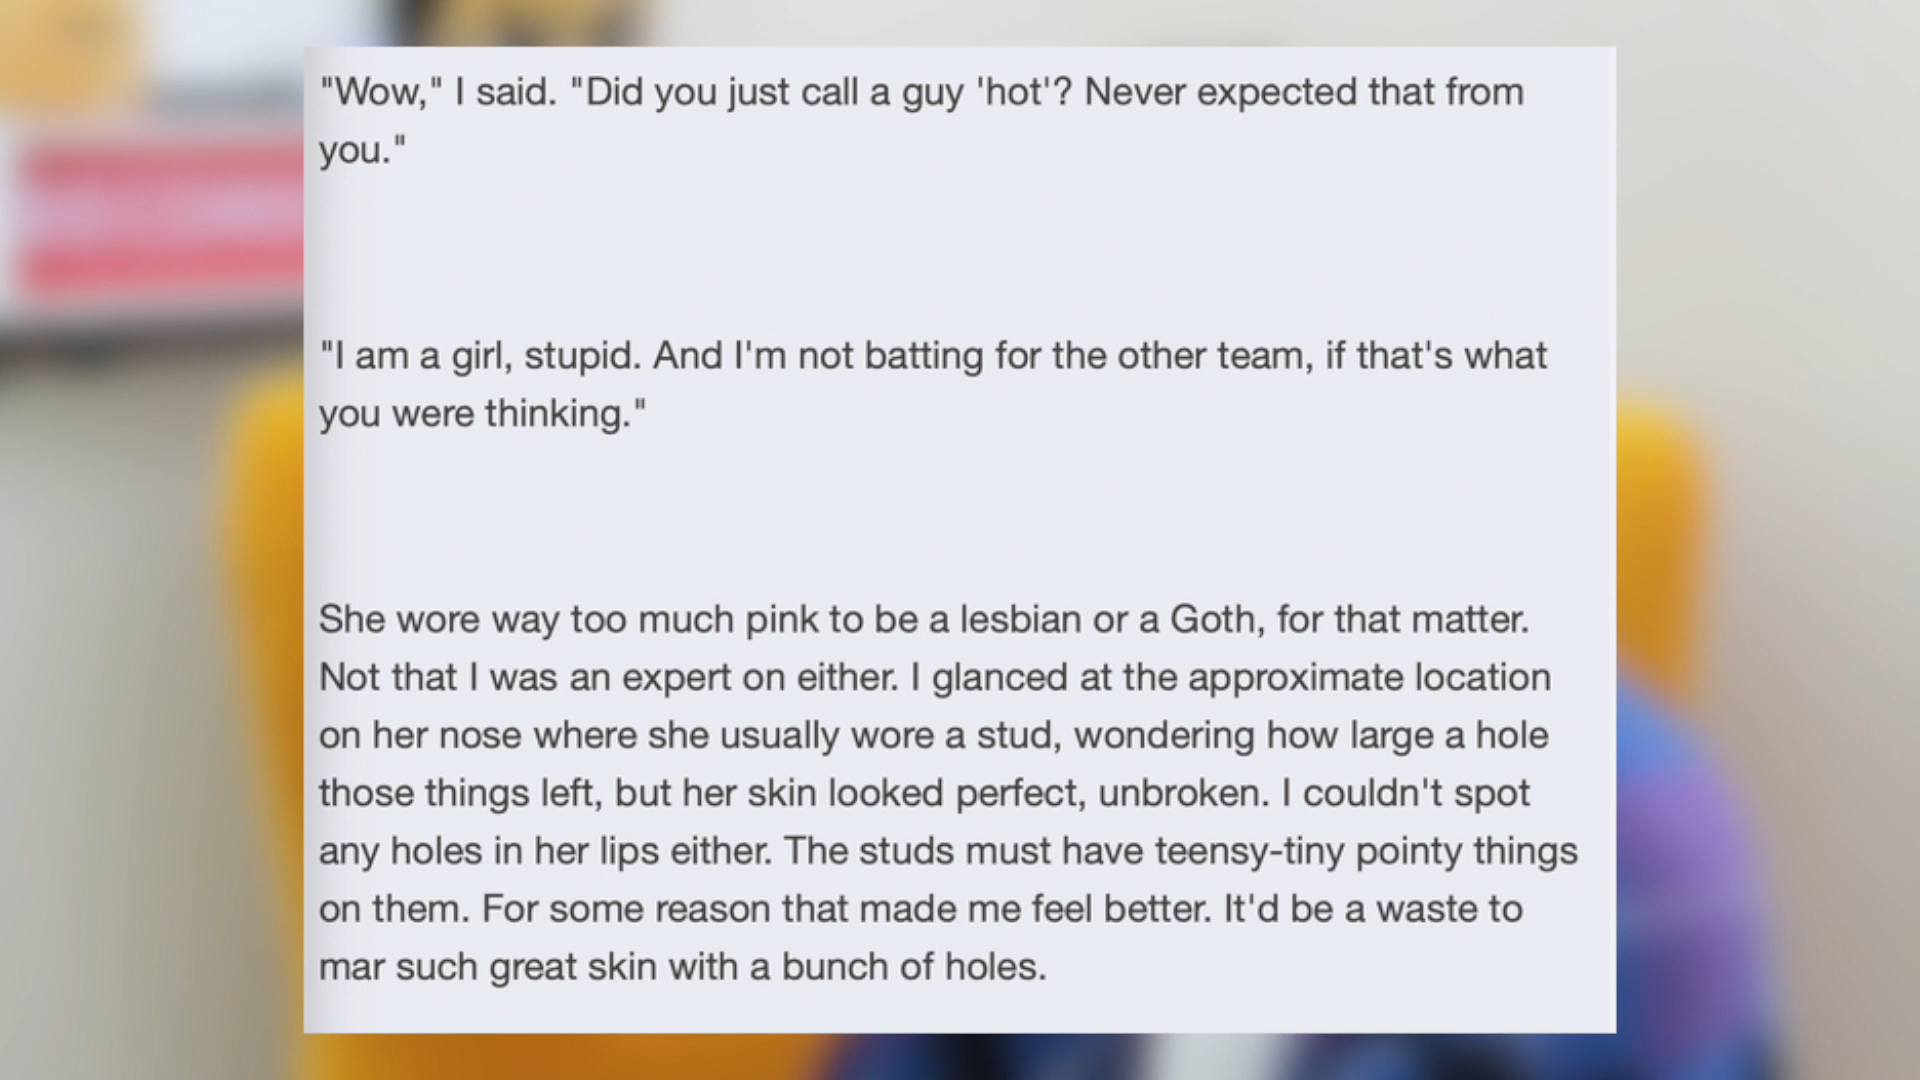 "Wow," I said. "Did you just call a guy 'hot'? Never expected that from
you."
"I am a girl, stupid. And I'm not batting for the other team, if that's what
you were thinking."
She wore way too much pink to be a lesbian or a Goth, for that matter.
Not that I was an expert on either. I glanced at the approximate location
on her nose where she usually wore a stud, wondering how large a hole
those things left, but her skin looked perfect, unbroken. I couldn't spot
any holes in her lips either. The studs must have teensy-tiny pointy things
on them. For some reason that made me feel better. It'd be a waste to
mar such great skin with a bunch of holes.